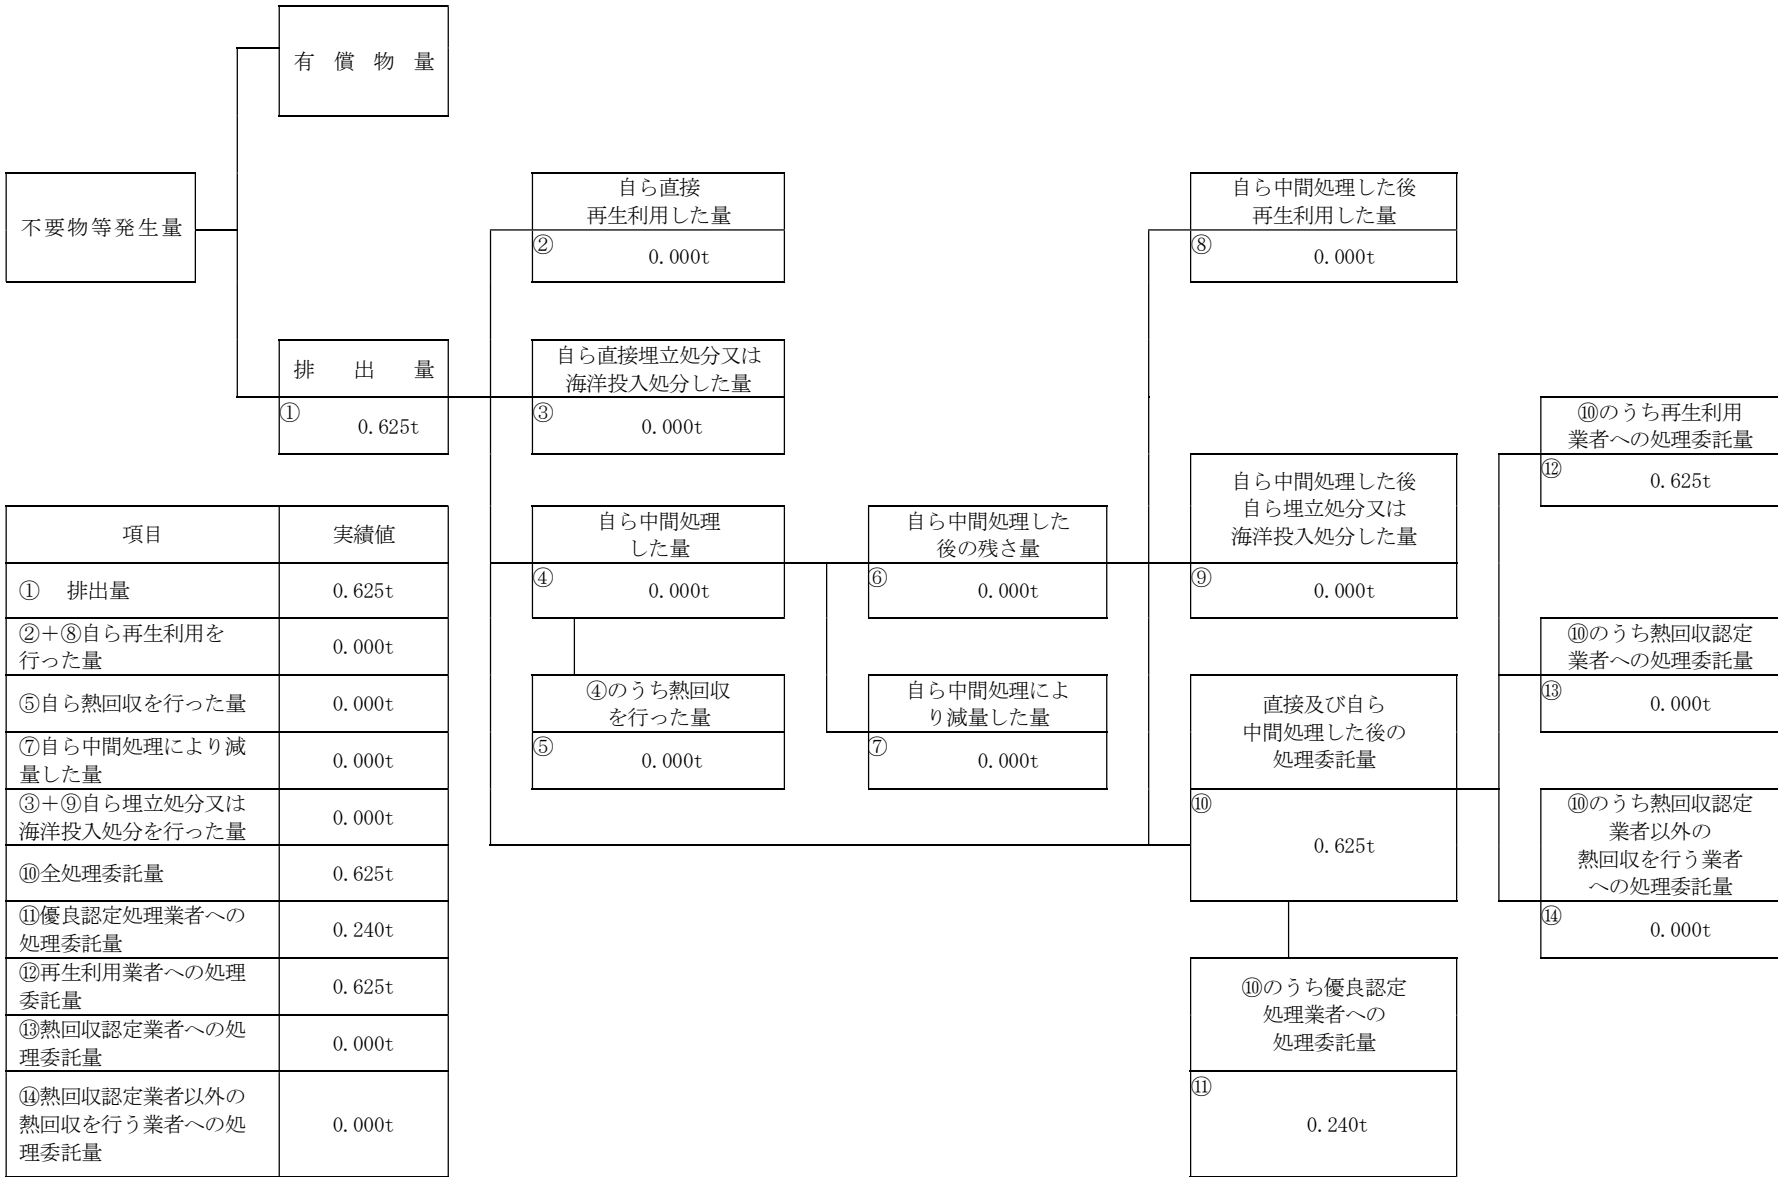 有 償 物 量
不要物等発生量
自ら直接
再生利用した量
②
0.000t
自ら中間処理した後
再生利用した量
⑧
0.000t
排 出 量
①
0.625t
自ら直接埋立処分又は
海洋投入処分した量
③
0.000t
⑩のうち再生利用
業者への処理委託量
⑫
0.625t
自ら中間処理
した量
④
0.000t
自ら中間処理した
後の残さ量
⑥
0.000t
自ら中間処理した後
自ら埋立処分又は
海洋投入処分した量
⑨
0.000t
⑩のうち熱回収認定
業者への処理委託量
⑬
0.000t
④のうち熱回収
を行った量
⑤
0.000t
自ら中間処理によ
り減量した量
⑦
0.000t
直接及び自ら
中間処理した後の
処理委託量
⑩
0.625t
⑩のうち熱回収認定
業者以外の
熱回収を行う業者
への処理委託量
⑭
0.000t
⑩のうち優良認定
処理業者への
処理委託量
⑪
0.240t
項目 実績値
① 排出量 0.625t
②＋⑧自ら再生利用を
行った量
0.000t
⑤自ら熱回収を行った量 0.000t
⑦自ら中間処理により減
量した量
0.000t
③＋⑨自ら埋立処分又は
海洋投入処分を行った量
0.000t
⑩全処理委託量 0.625t
⑪優良認定処理業者への
処理委託量
0.240t
⑫再生利用業者への処理
委託量
0.625t
⑬熱回収認定業者への処
理委託量
0.000t
⑭熱回収認定業者以外の
熱回収を行う業者への処
理委託量
0.000t